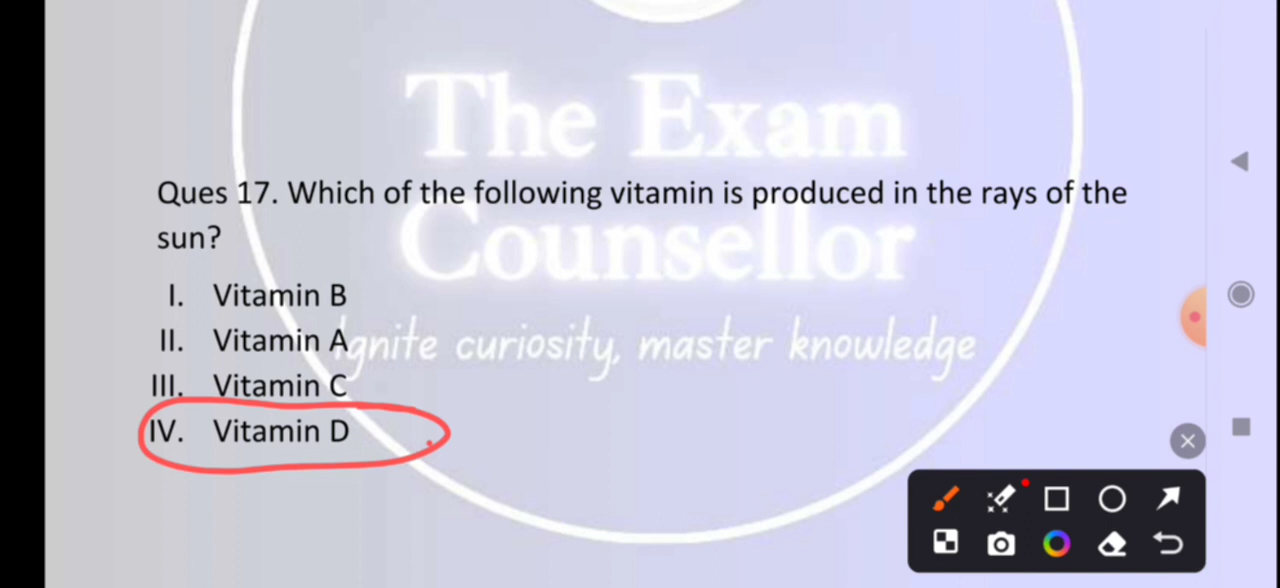 The Exam
Ques 17. Which of the following vitamin is produced in the rays of the
sun?
Counsellor
I. Vitamin B
II. Vitamin A
Ignite curiosity, master knowledge
III. Vitamin C
IV. Vitamin D